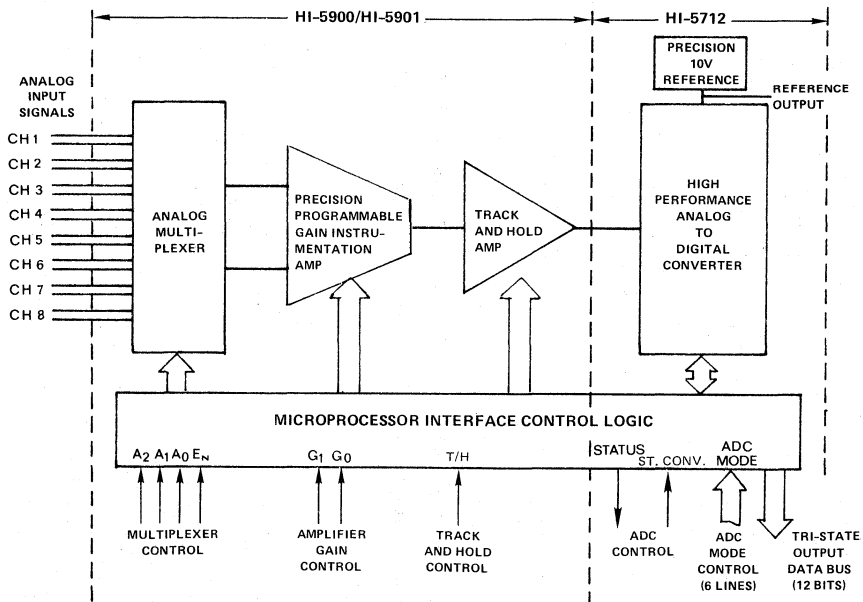 HI-5900/HI-5901
HI-5712
PRECISION
10V
REFERENCE
REFERENCE
OUTPUT
ANALOG
INPUT
SIGNALS
CH 1
CH 2
CH 3
CH 4
CH 5
CH 6
CH 7
CH 8
ANALOG
MULTI-
PLEXER
PRECISION
PROGRAMMABLE
GAIN INSTRU-
MENTATION
AMP
TRACK
AND HOLD
AMP
HIGH
PERFORMANCE
ANALOG
TO
DIGITAL
CONVERTER
MICROPROCESSOR INTERFACE CONTROL LOGIC
A2 A1 A0 EN
G1 G0
T/H
STATUS
ST. CONV.
ADC
MODE
MULTIPLEXER
CONTROL
AMPLIFIER
GAIN
CONTROL
TRACK
AND HOLD
CONTROL
ADC
CONTROL
ADC
MODE
CONTROL
(6 LINES)
TRI-STATE
OUTPUT
DATA BUS
(12 BITS)